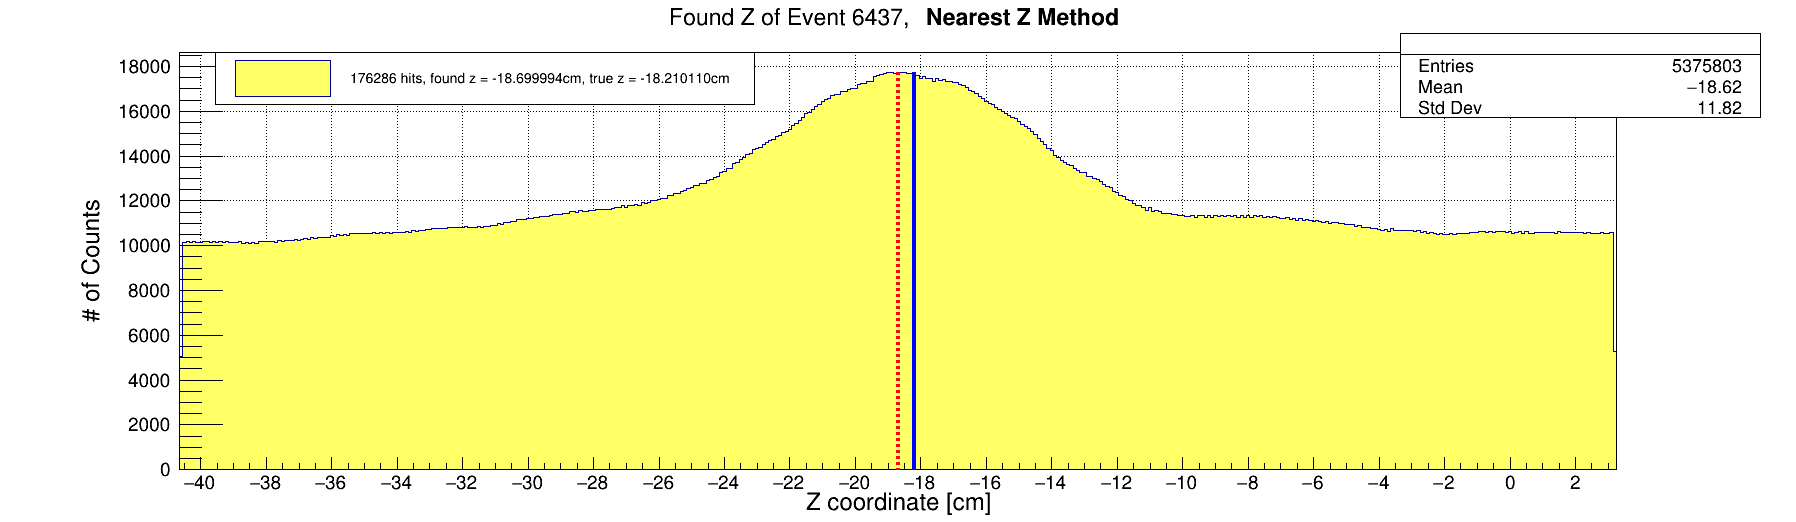 Found Z of Event 6437, Nearest Z Method
176286 hits, found z = -18.699994cm, true z = -18.210110cm
Entries 5375803
Mean −18.62
Std Dev 11.82
# of Counts
18000
16000
14000
12000
10000
8000
6000
4000
2000
0
−40 −38 −36 −34 −32 −30 −28 −26 −24 −22 −20 −18 −16 −14 −12 −10 −8 −6 −4 −2 0 2
Z coordinate [cm]